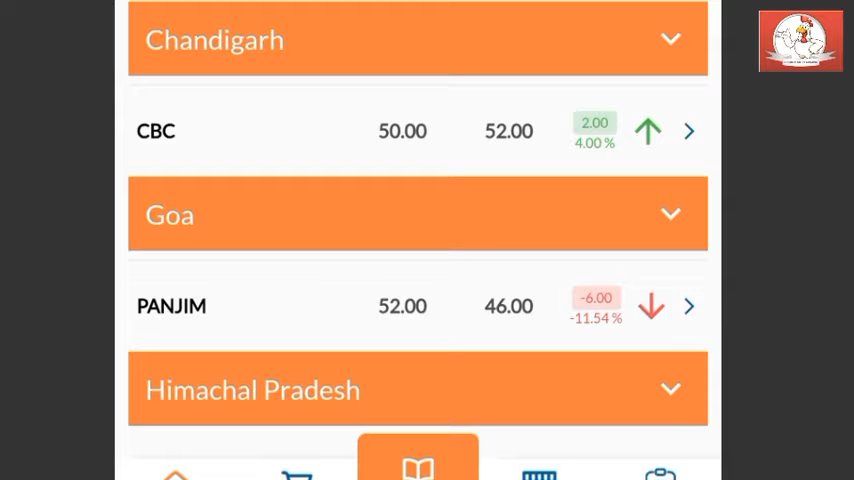 Chandigarh
CBC 50.00 52.00 2.00
4.00 %
Goa
PANJIM 52.00 46.00 -6.00
-11.54 %
Himachal Pradesh